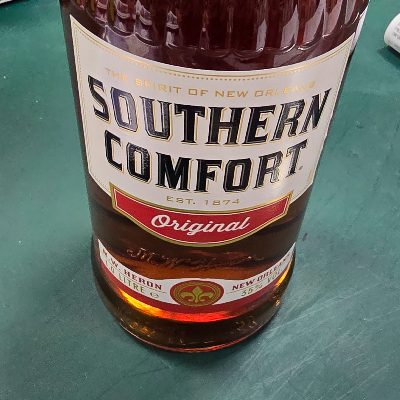 THE SPIRIT OF NEW ORLEANS
SOUTHERN
COMFORT
EST. 1874
Original
M.W. HERON
NEW ORLEANS
LITRE e
35%